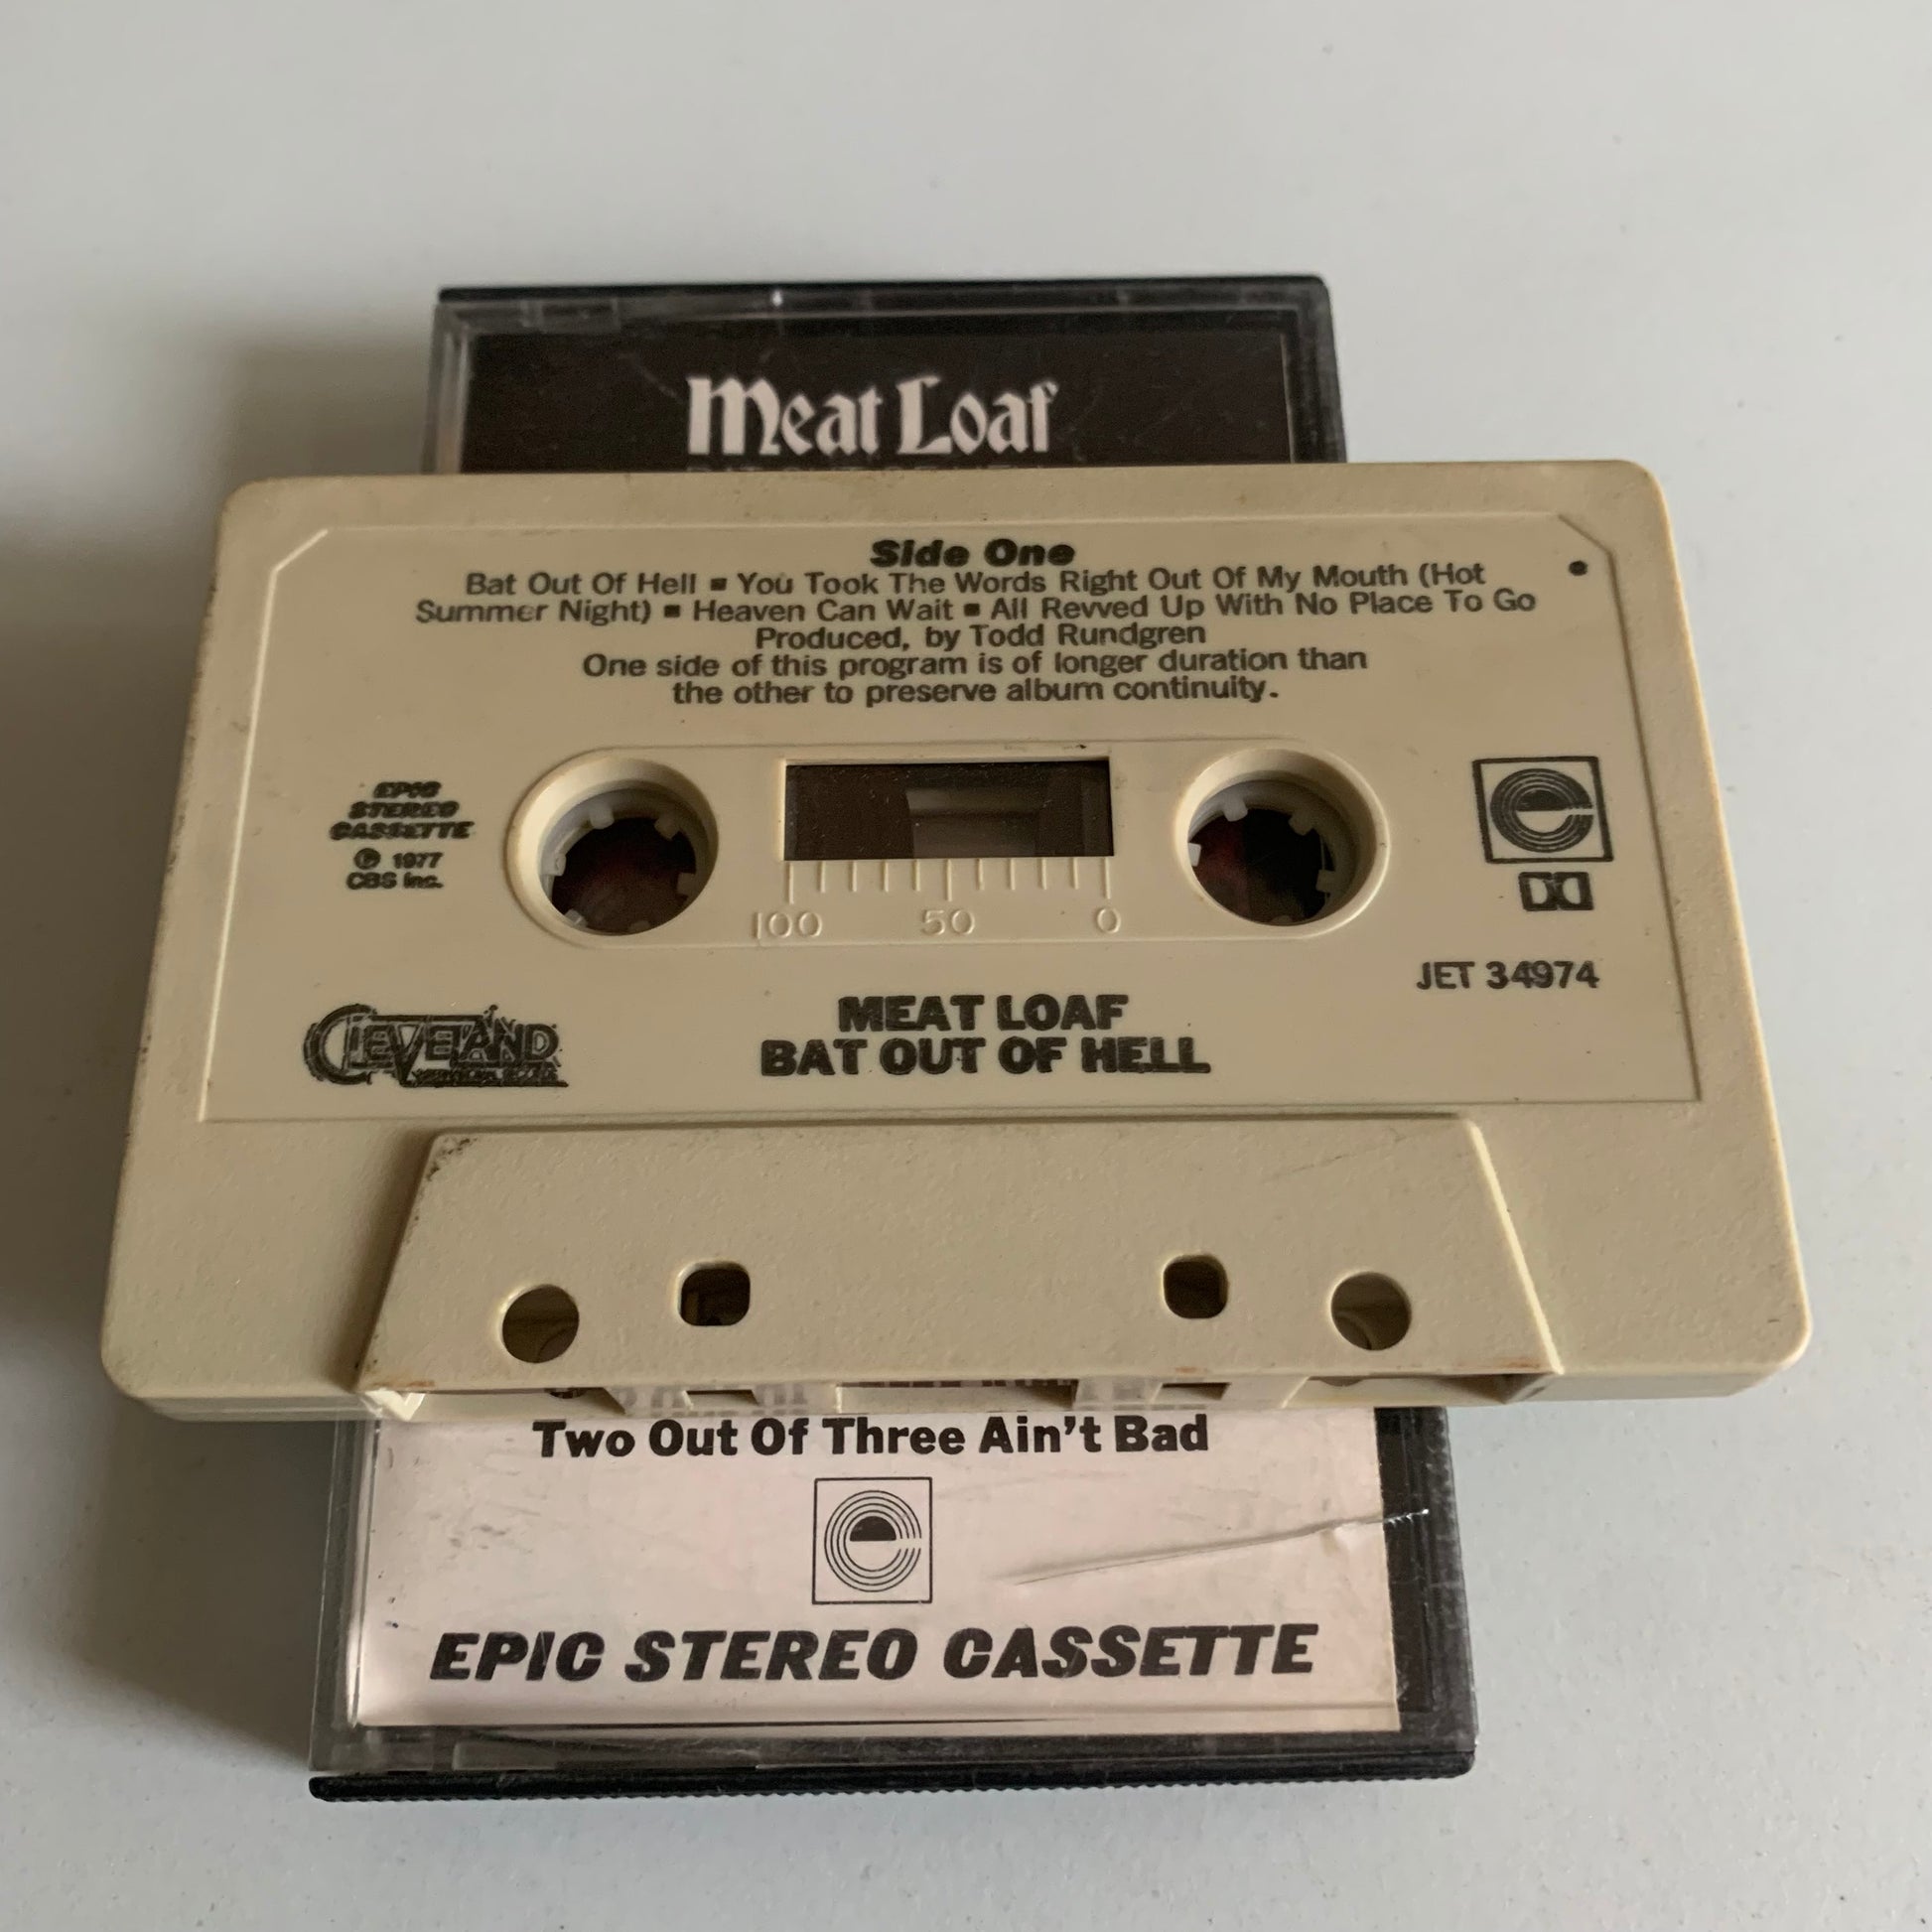 Meat Loaf
Side One
Bat Out Of Hell ■ You Took The Words Right Out Of My Mouth (Hot
Summer Night) ■ Heaven Can Wait ■ All Revved Up With No Place To Go
Produced, by Todd Rundgren
One side of this program is of longer duration than
the other to preserve album continuity.
EPIC
STEREO
CASSETTE
℗ 1977
CBS Inc.
100 50 0
JET 34974
CLEVELAND
MEAT LOAF
BAT OUT OF HELL
Two Out Of Three Ain't Bad
e
EPIC STEREO CASSETTE